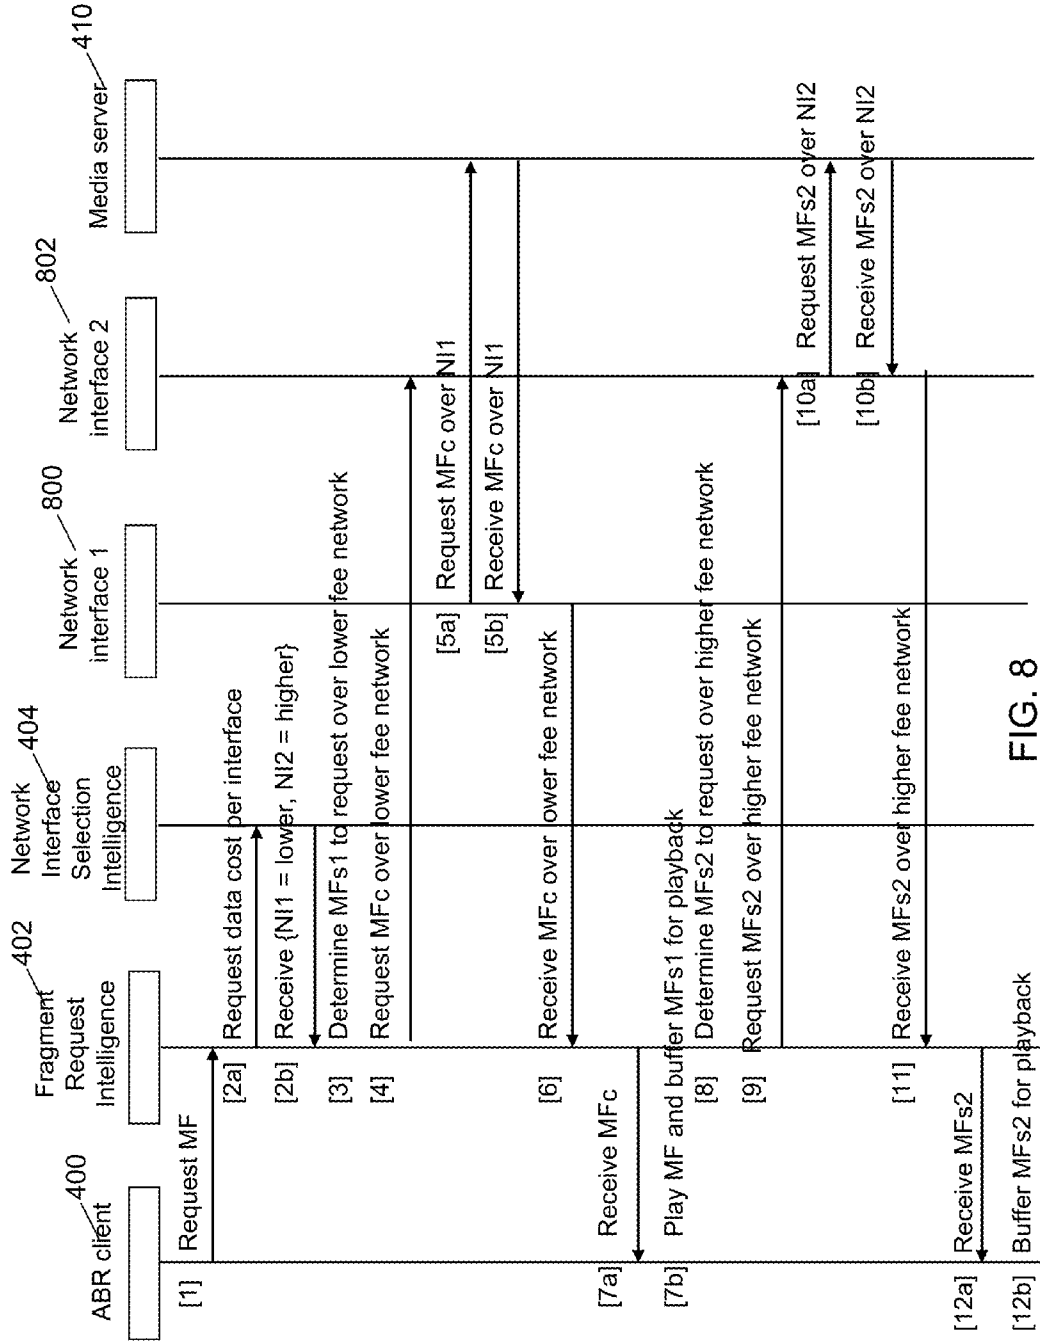 ABR client
400
Fragment
Request
Intelligence
402
Network
Interface
Selection
Intelligence
404
Network
interface 1
800
Network
interface 2
802
Media server
410
[1] Request MF
[2a] Request data cost per interface
[2b] Receive {NI1 = lower, NI2 = higher}
[3] Determine MFs1 to request over lower fee network
[4] Request MFc over lower fee network
[5a] Request MFc over NI1
[5b] Receive MFc over NI1
[6] Receive MFc over lower fee network
[7a] Receive MFc
[7b] Play MF and buffer MFs1 for playback
[8] Determine MFs2 to request over higher fee network
[9] Request MFs2 over higher fee network
[10a] Request MFs2 over NI2
[10b] Receive MFs2 over NI2
[11] Receive MFs2 over higher fee network
[12a] Receive MFs2
[12b] Buffer MFs2 for playback
FIG. 8